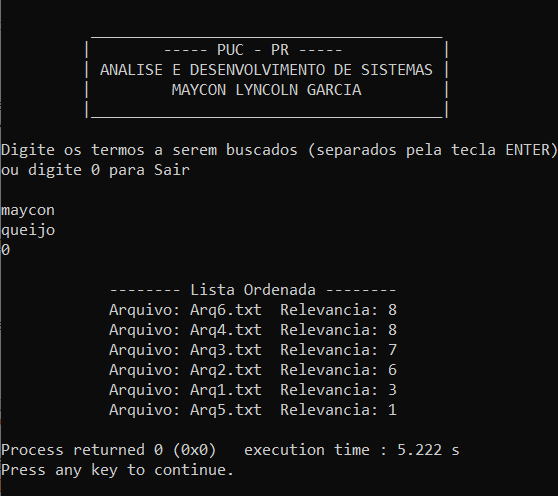 ----- PUC - PR -----
ANALISE E DESENVOLVIMENTO DE SISTEMAS
MAYCON LYNCOLN GARCIA
Digite os termos a serem buscados (separados pela tecla ENTER)
ou digite 0 para Sair
maycon
queijo
0
-------- Lista Ordenada --------
Arquivo: Arq6.txt  Relevancia: 8
Arquivo: Arq4.txt  Relevancia: 8
Arquivo: Arq3.txt  Relevancia: 7
Arquivo: Arq2.txt  Relevancia: 6
Arquivo: Arq1.txt  Relevancia: 3
Arquivo: Arq5.txt  Relevancia: 1
Process returned 0 (0x0)   execution time : 5.222 s
Press any key to continue.